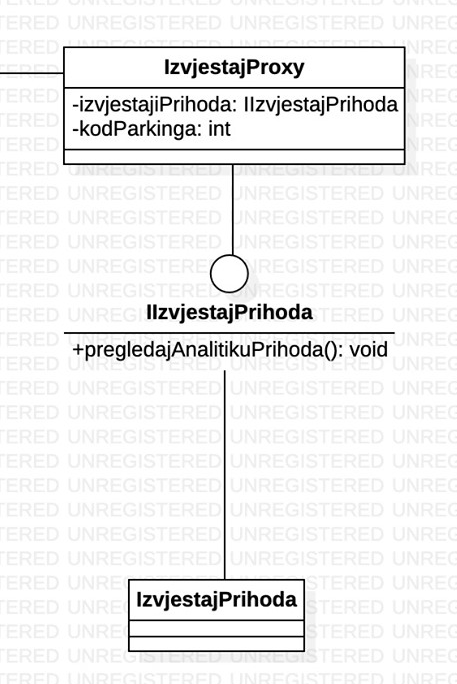 IzvjestajProxy
-izvjestajiPrihoda: IIzvjestajPrihoda
-kodParkinga: int
IIzvjestajPrihoda
+pregledajAnalitikuPrihoda(): void
IzvjestajPrihoda